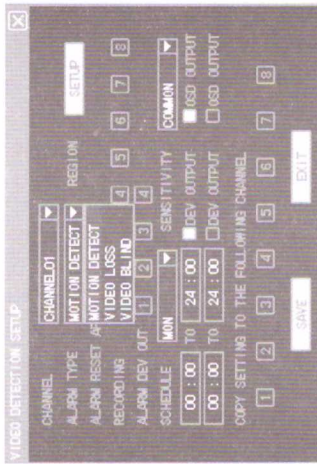 VIDEO DETECTION SETUP
CHANNEL CHANNEL01
ALARM TYPE MOTION DETECT REGION SETUP
ALARM RESET AF MOTION DETECT
VIDEO LOSS
VIDEO BLIND
RECORDING 4 5 6 7 8
ALARM DEV OUT 1 2 3 4
SCHEDULE MON SENSITIVITY COMMON
00 : 00 TO 24 : 00 DEV OUTPUT OSD OUTPUT
00 : 00 TO 24 : 00 DEV OUTPUT OSD OUTPUT
COPY SETTING TO THE FOLLOWING CHANNEL
1 2 3 4 5 6 7 8
SAVE EXIT